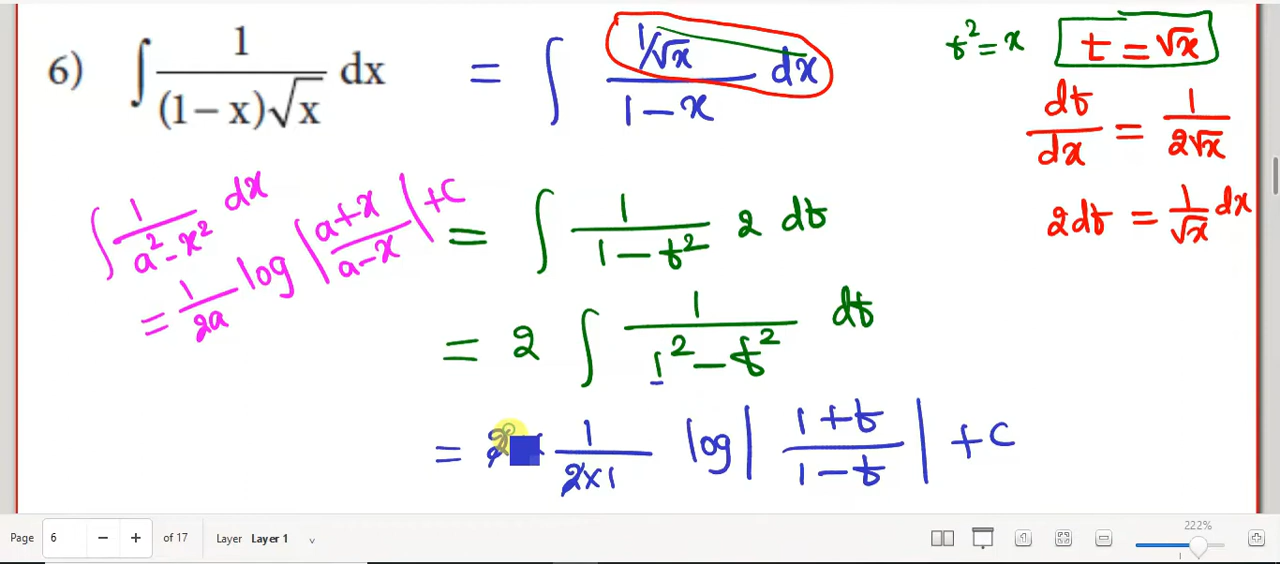 6) ∫ 1/((1 − x)√x) dx = ∫ (1/√x)/(1 − x) dx
t² = x t = √x
dt/dx = 1/(2√x)
2dt = 1/√x dx
∫ 1/(a² − x²) dx
= 1/2a log |(a + x)/(a − x)| + c
= ∫ 1/(1 − t²) 2 dt
= 2 ∫ 1/(1² − t²) dt
= 2 × 1/(2×1) log |(1 + t)/(1 − t)| + c
Page 6 − + of 17 Layer Layer 1 222%